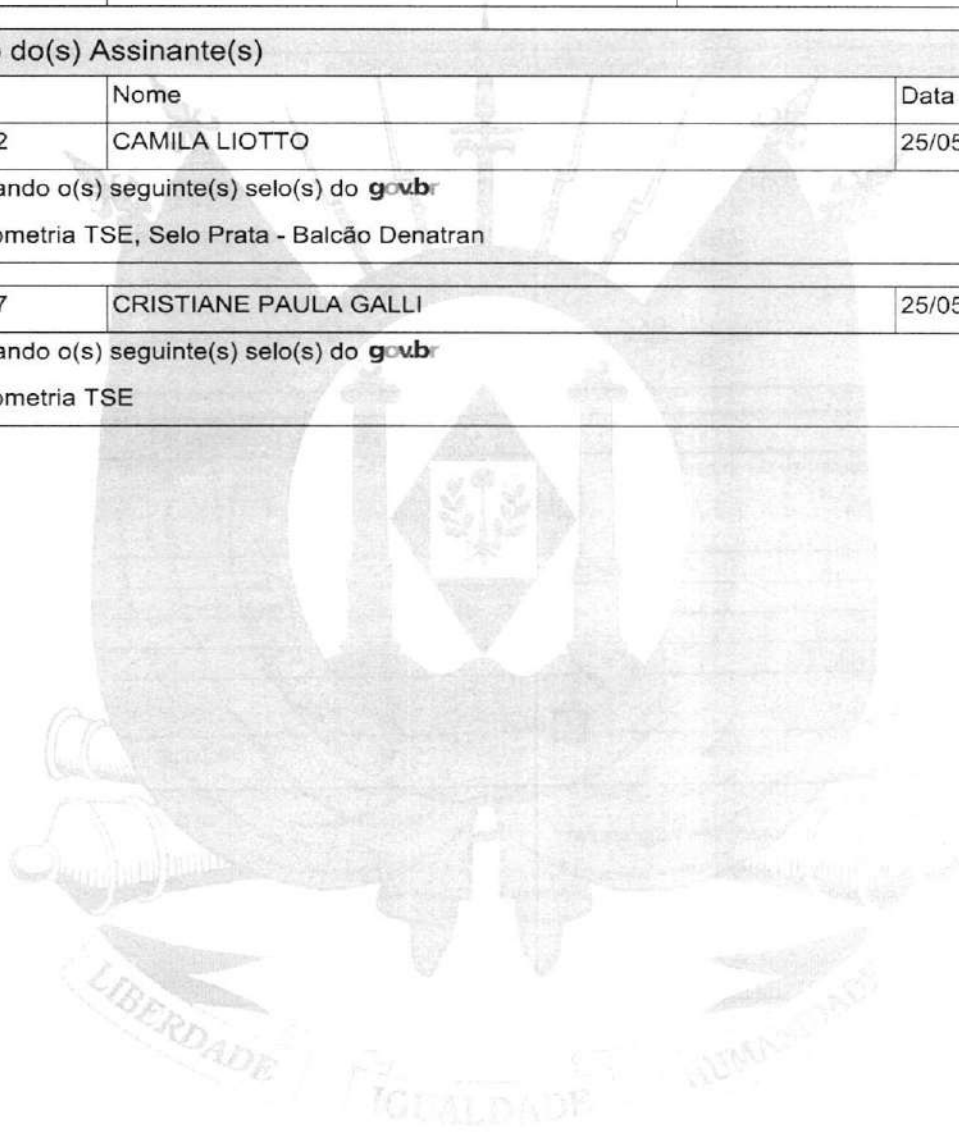 do(s) Assinante(s)
Nome Data
2 CAMILA LIOTTO 25/05
ando o(s) seguinte(s) selo(s) do gov.br
ometria TSE, Selo Prata - Balcão Denatran
7 CRISTIANE PAULA GALLI 25/05
ando o(s) seguinte(s) selo(s) do gov.br
ometria TSE
LIBERDADE IGUALDADE HUMANIDADE